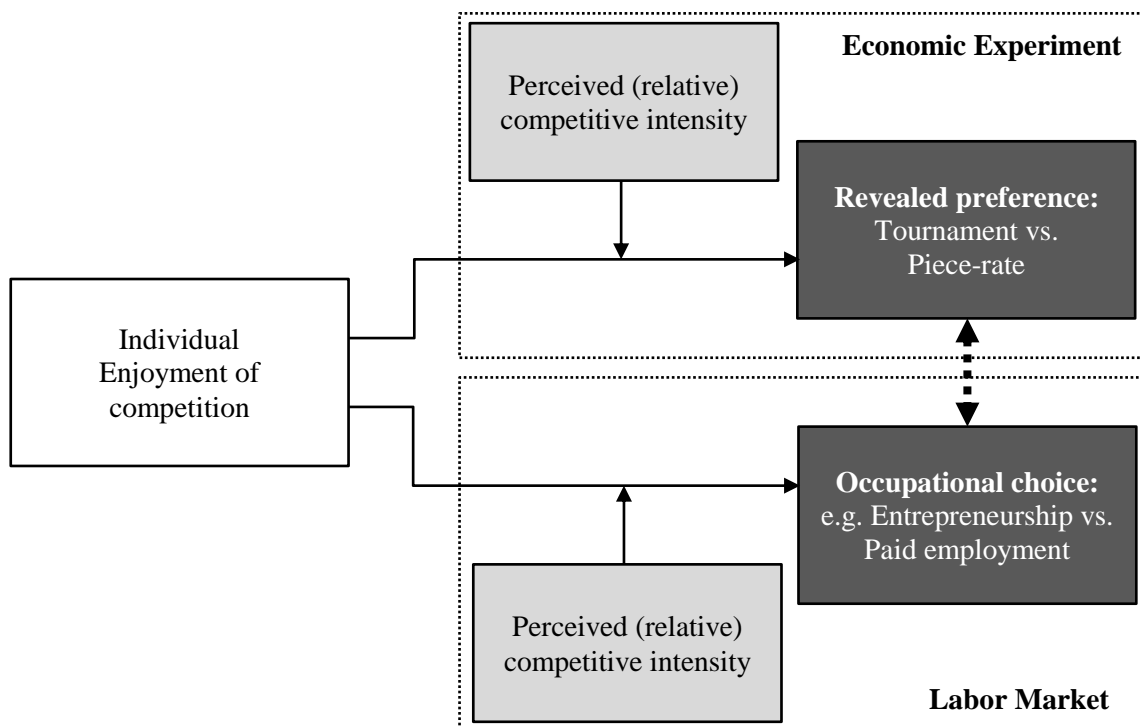 Economic Experiment
Perceived (relative)
competitive intensity
Revealed preference:
Tournament vs.
Piece-rate
Individual
Enjoyment of
competition
Occupational choice:
e.g. Entrepreneurship vs.
Paid employment
Perceived (relative)
competitive intensity
Labor Market